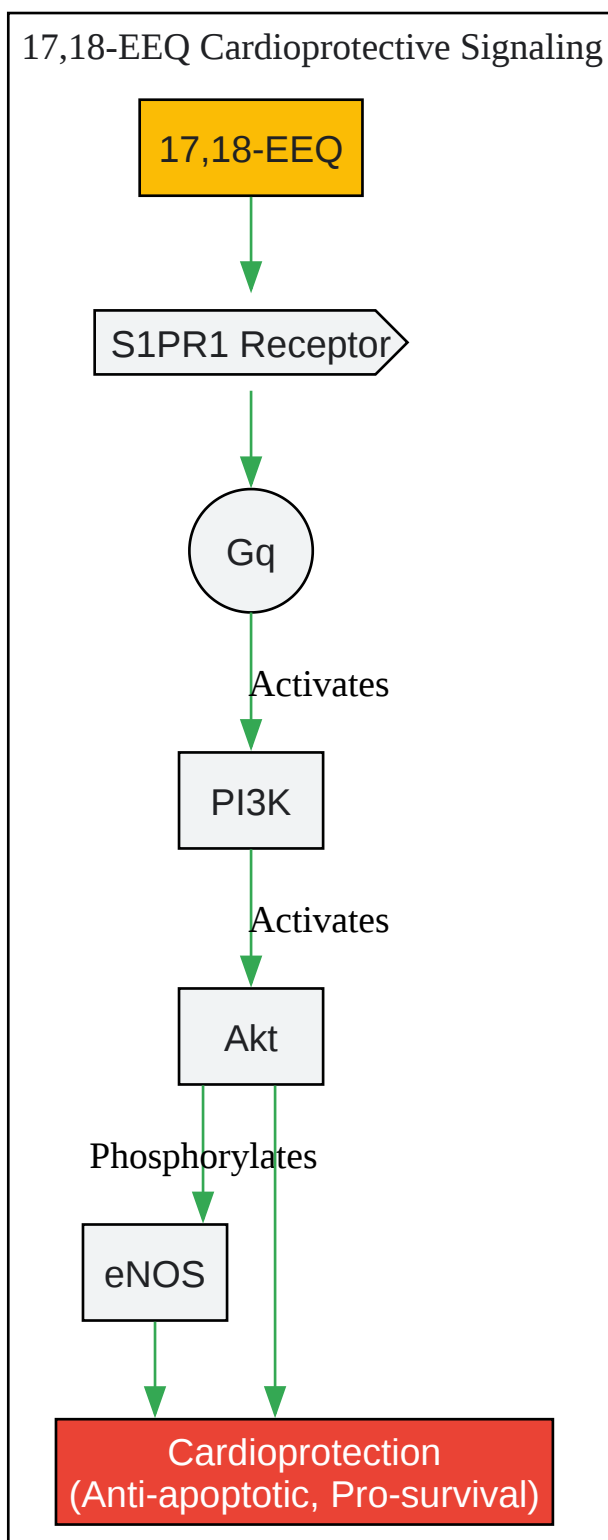 17,18-EEQ Cardioprotective Signaling
17,18-EEQ
S1PR1 Receptor
Gq
Activates
PI3K
Activates
Akt
Phosphorylates
eNOS
Cardioprotection
(Anti-apoptotic, Pro-survival)